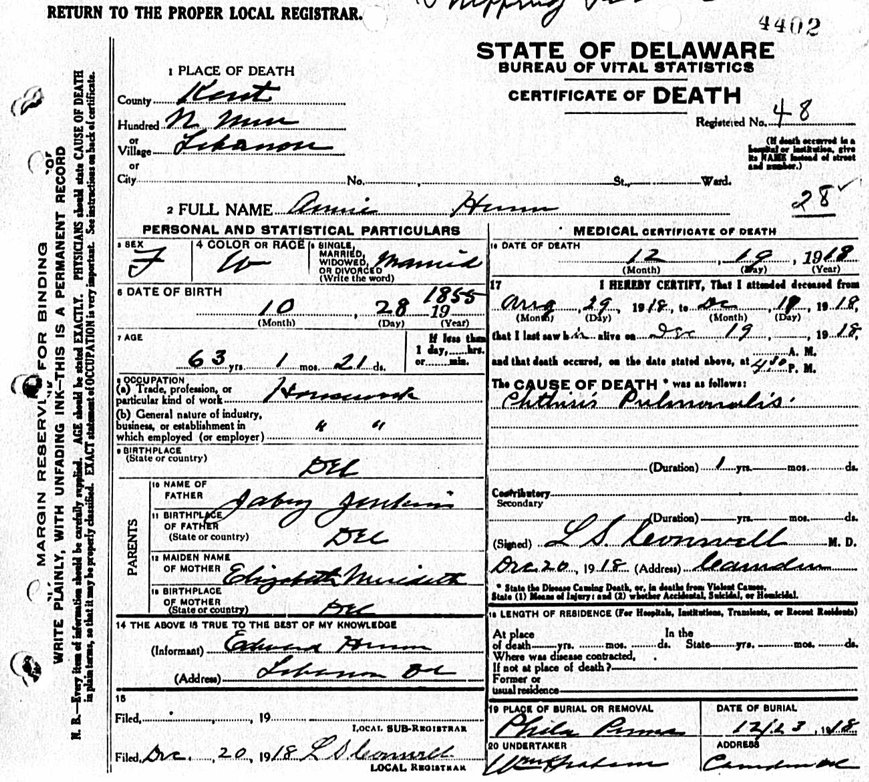 RETURN TO THE PROPER LOCAL REGISTRAR.
4402
STATE OF DELAWARE
BUREAU OF VITAL STATISTICS
CERTIFICATE OF DEATH
Registered No. 48
(If death occurred in a hospital or institution, give its NAME instead of street and number.)
1 PLACE OF DEATH
County Kent
Hundred N. Mur
or
Village Lebanon
or
City No. St., Ward.
2 FULL NAME Annie Hunn
28
MARGIN RESERVED FOR BINDING
WRITE PLAINLY, WITH UNFADING INK—THIS IS A PERMANENT RECORD
N. B.—Every item of information should be carefully supplied. AGE should be stated EXACTLY. PHYSICIANS should state CAUSE OF DEATH
in plain terms, so that it may be properly classified. EXACT statement of OCCUPATION is very important. See instructions on back of certificate.
PERSONAL AND STATISTICAL PARTICULARS
3 SEX F
4 COLOR OR RACE W
5 SINGLE, MARRIED, WIDOWED, OR DIVORCED (Write the word) Married
6 DATE OF BIRTH
10 28 1855 19
(Month) (Day) (Year)
7 AGE
63 yrs. 1 mos. 21 ds.
If less than 1 day, hrs. or min.
8 OCCUPATION
(a) Trade, profession, or particular kind of work Housework
(b) General nature of industry, business, or establishment in which employed (or employer) " "
9 BIRTHPLACE
(State or country) Del
PARENTS
10 NAME OF FATHER Jabez Jenkins
11 BIRTHPLACE OF FATHER (State or country) Del
12 MAIDEN NAME OF MOTHER Elizabeth Merideth
13 BIRTHPLACE OF MOTHER (State or country) Del
14 THE ABOVE IS TRUE TO THE BEST OF MY KNOWLEDGE
(Informant) Edward Hunn
(Address) Lebanon Del
15
Filed, , 19
LOCAL SUB-REGISTRAR
Filed, Dec. 20, 1918 L S Conwell
LOCAL REGISTRAR
MEDICAL CERTIFICATE OF DEATH
16 DATE OF DEATH
12 19 1918
(Month) (Day) (Year)
17 I HEREBY CERTIFY, That I attended deceased from
Aug 29 1918, to Dec 19, 1918,
(Month) (Day) (Month) (Day)
that I last saw h alive on Dec 19, 1918,
and that death occured, on the date stated above, at 4 A. M. P. M.
The CAUSE OF DEATH * was as follows:
Phthisis Pulmonalis.
(Duration) 1 yrs. mos. ds.
Contributory
Secondary
(Duration) yrs. mos. ds.
(Signed) L S Conwell M. D.
Dec 20, 1918 (Address) Camden
* State the Disease Causing Death, or, in deaths from Violent Causes,
State (1) Means of Injury; and (2) whether Accidental, Suicidal, or Homicidal.
18 LENGTH OF RESIDENCE (For Hospitals, Institutions, Transients, or Recent Residents)
At place of death yrs. mos. ds. In the State yrs. mos. ds.
Where was disease contracted,
If not at place of death?
Former or
usual residence
19 PLACE OF BURIAL OR REMOVAL
Phila Penna
DATE OF BURIAL
12/23, 1918
20 UNDERTAKER
Wm Graham
ADDRESS
Camden Del